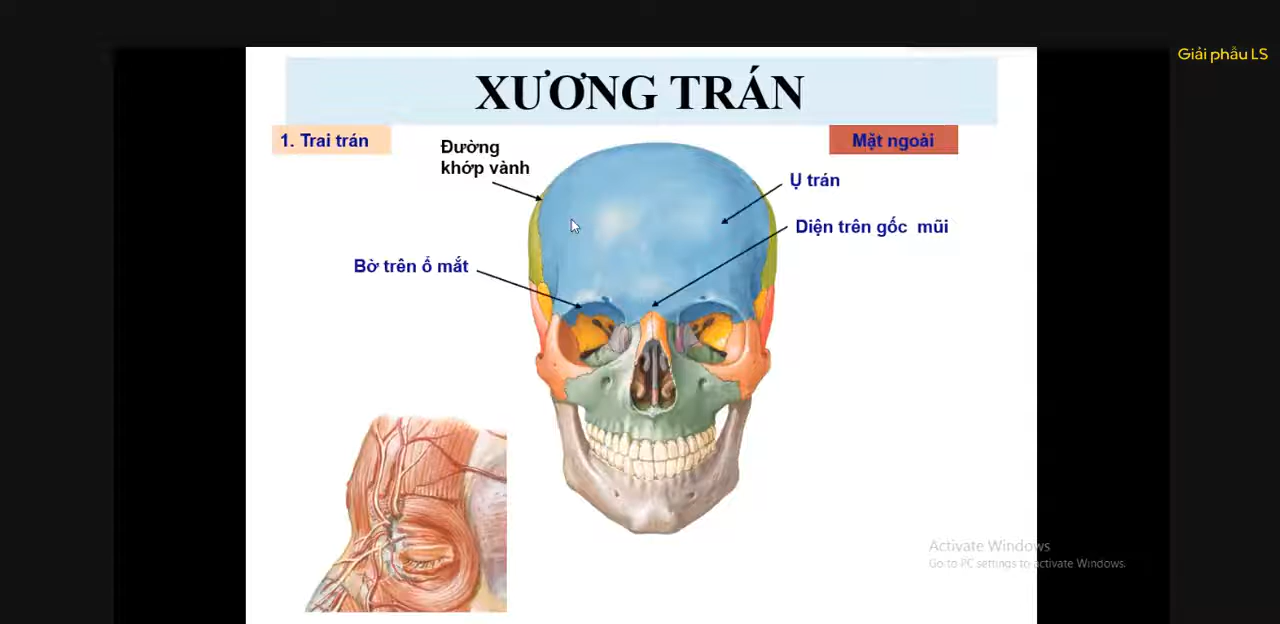 Giải phẫu LS
XƯƠNG TRÁN
1. Trai trán
Mặt ngoài
Đường
khớp vành
Ụ trán
Diện trên gốc mũi
Bờ trên ổ mắt
Activate Windows
Go to PC settings to activate Windows.